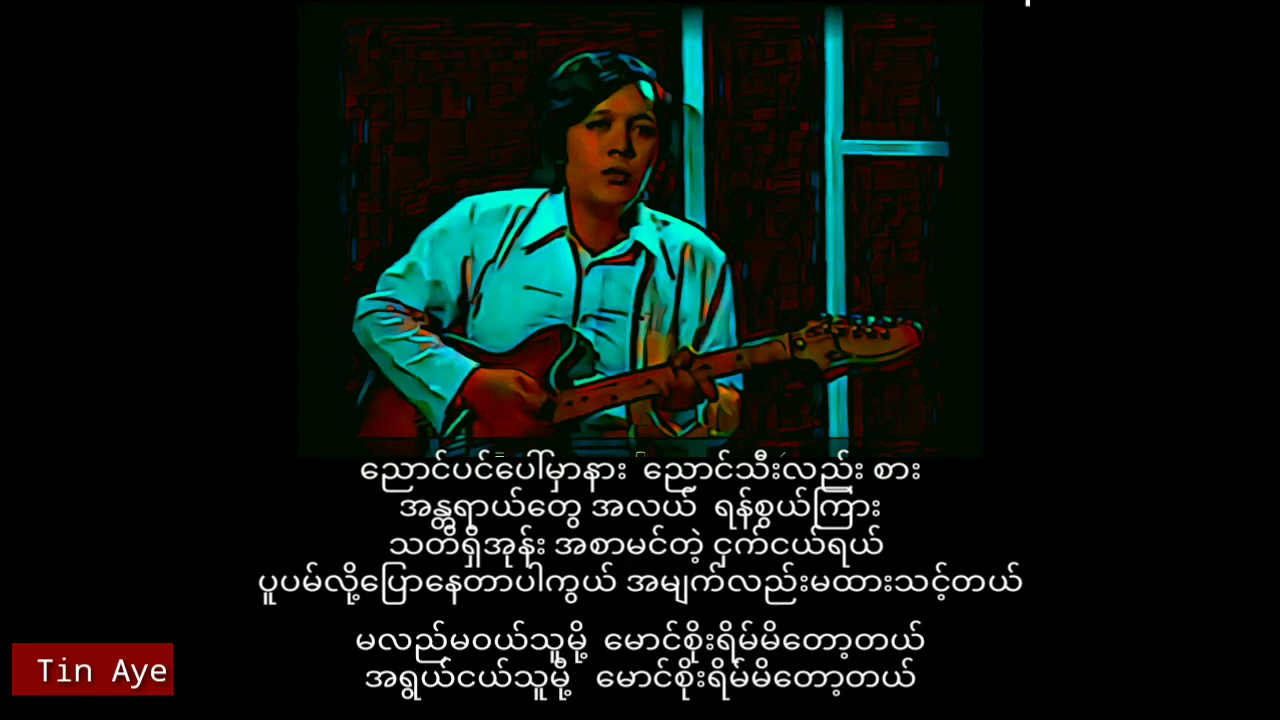 ညောင်ပင်ပေါ်မှာနား ညောင်သီးလည်း စား
အန္တရာယ်တွေ အလယ် ရန်စွယ်ကြား
သတိရှိအုန်း အစာမင်တဲ့ ငှက်ငယ်ရယ်
ပူပမ်လို့ပြောနေတာပါကွယ် အမျက်လည်းမထားသင့်တယ်
မလည်မဝယ်သူမို့ မောင်စိုးရိမ်မိတော့တယ်
အရွယ်ငယ်သူမို့ မောင်စိုးရိမ်မိတော့တယ်
Tin Aye